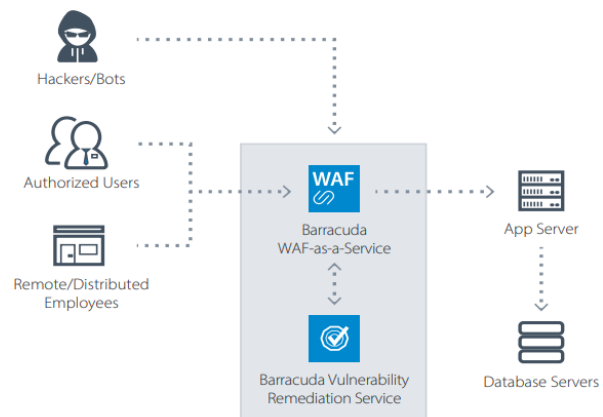 Hackers/Bots
Authorized Users
Remote/Distributed
Employees
WAF
Barracuda
WAF-as-a-Service
Barracuda Vulnerability
Remediation Service
App Server
Database Servers